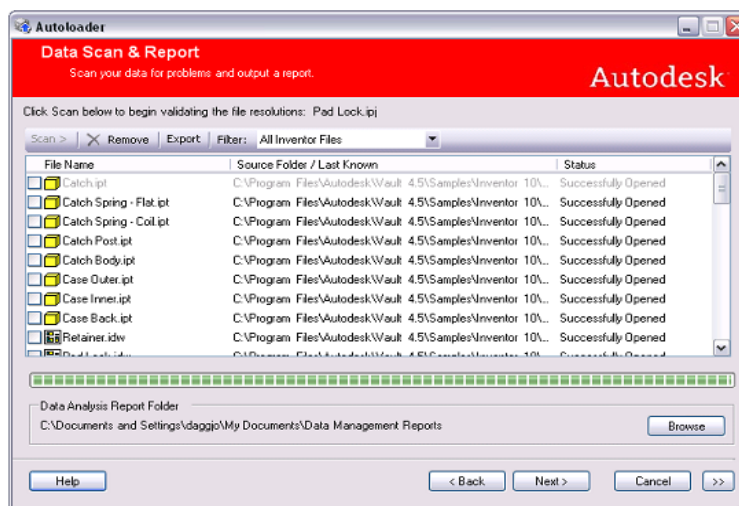 Autoloader
Data Scan & Report
Scan your data for problems and output a report.
Autodesk
Click Scan below to begin validating the file resolutions: Pad Lock.ipj
Scan > Remove Export Filter: All Inventor Files
File Name Source Folder / Last Known Status
Catch.ipt C:\Program Files\Autodesk\Vault 4.5\Samples\Inventor 10\... Successfully Opened
Catch Spring - Flat.ipt C:\Program Files\Autodesk\Vault 4.5\Samples\Inventor 10\... Successfully Opened
Catch Spring - Coil.ipt C:\Program Files\Autodesk\Vault 4.5\Samples\Inventor 10\... Successfully Opened
Catch Post.ipt C:\Program Files\Autodesk\Vault 4.5\Samples\Inventor 10\... Successfully Opened
Catch Body.ipt C:\Program Files\Autodesk\Vault 4.5\Samples\Inventor 10\... Successfully Opened
Case Outer.ipt C:\Program Files\Autodesk\Vault 4.5\Samples\Inventor 10\... Successfully Opened
Case Inner.ipt C:\Program Files\Autodesk\Vault 4.5\Samples\Inventor 10\... Successfully Opened
Case Back.ipt C:\Program Files\Autodesk\Vault 4.5\Samples\Inventor 10\... Successfully Opened
Retainer.idw C:\Program Files\Autodesk\Vault 4.5\Samples\Inventor 10\... Successfully Opened
Data Analysis Report Folder
C:\Documents and Settings\daggjo\My Documents\Data Management Reports
Browse
Help < Back Next > Cancel >>